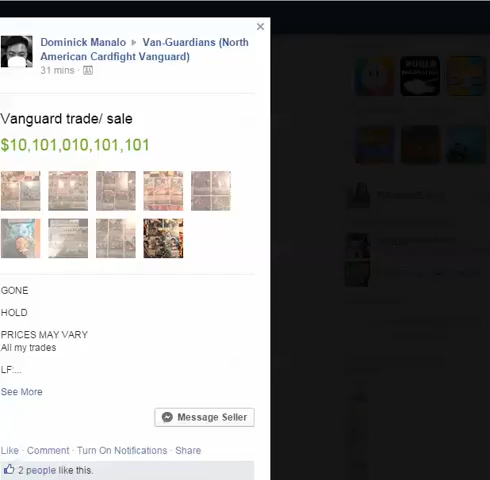 Dominick Manalo ▸ Van-Guardians (North
American Cardfight Vanguard)
31 mins ·
Vanguard trade/ sale
$10,101,010,101,101
GONE
HOLD
PRICES MAY VARY
All my trades
LF:...
See More
Message Seller
Like · Comment · Turn On Notifications · Share
2 people like this.